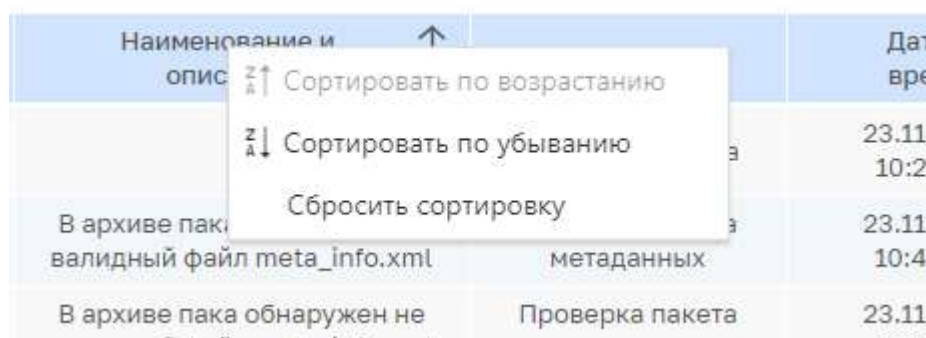 Наименование и
опис
Дат
вре
Сортировать по возрастанию
Сортировать по убыванию
Сбросить сортировку
а
23.11
10:2
В архиве пака
валидный файл meta_info.xml
а
метаданных
23.11
10:4
В архиве пака обнаружен не
Проверка пакета
23.11